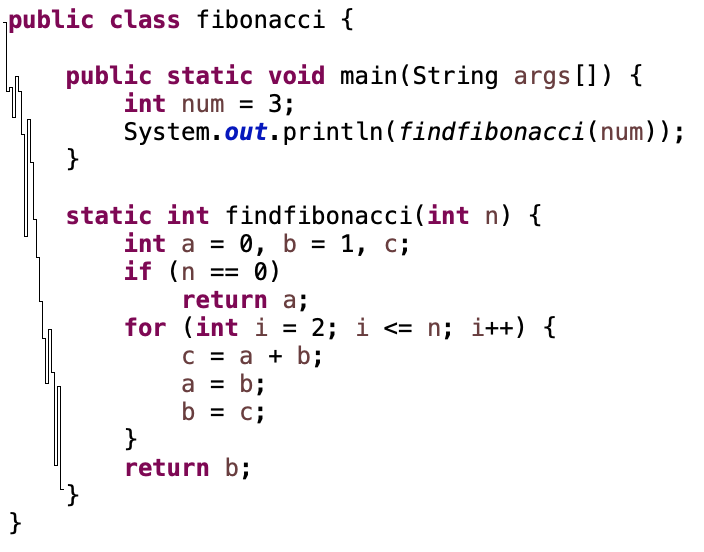 public class fibonacci {
public static void main(String args[]) {
int num = 3;
System.out.println(findfibonacci(num));
}
static int findfibonacci(int n) {
int a = 0, b = 1, c;
if (n == 0)
return a;
for (int i = 2; i <= n; i++) {
c = a + b;
a = b;
b = c;
}
return b;
}
}